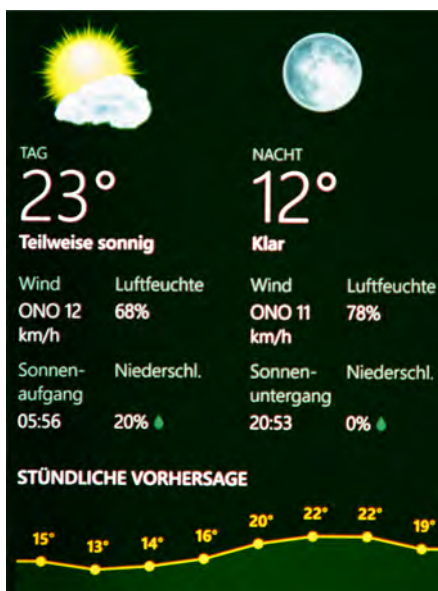 TAG
23°
Teilweise sonnig
Wind Luftfeuchte
ONO 12 68%
km/h
Sonnen- Niederschl.
aufgang
05:56 20%
NACHT
12°
Klar
Wind Luftfeuchte
ONO 11 78%
km/h
Sonnen- Niederschl.
untergang
20:53 0%
STÜNDLICHE VORHERSAGE
15° 13° 14° 16° 20° 22° 22° 19°